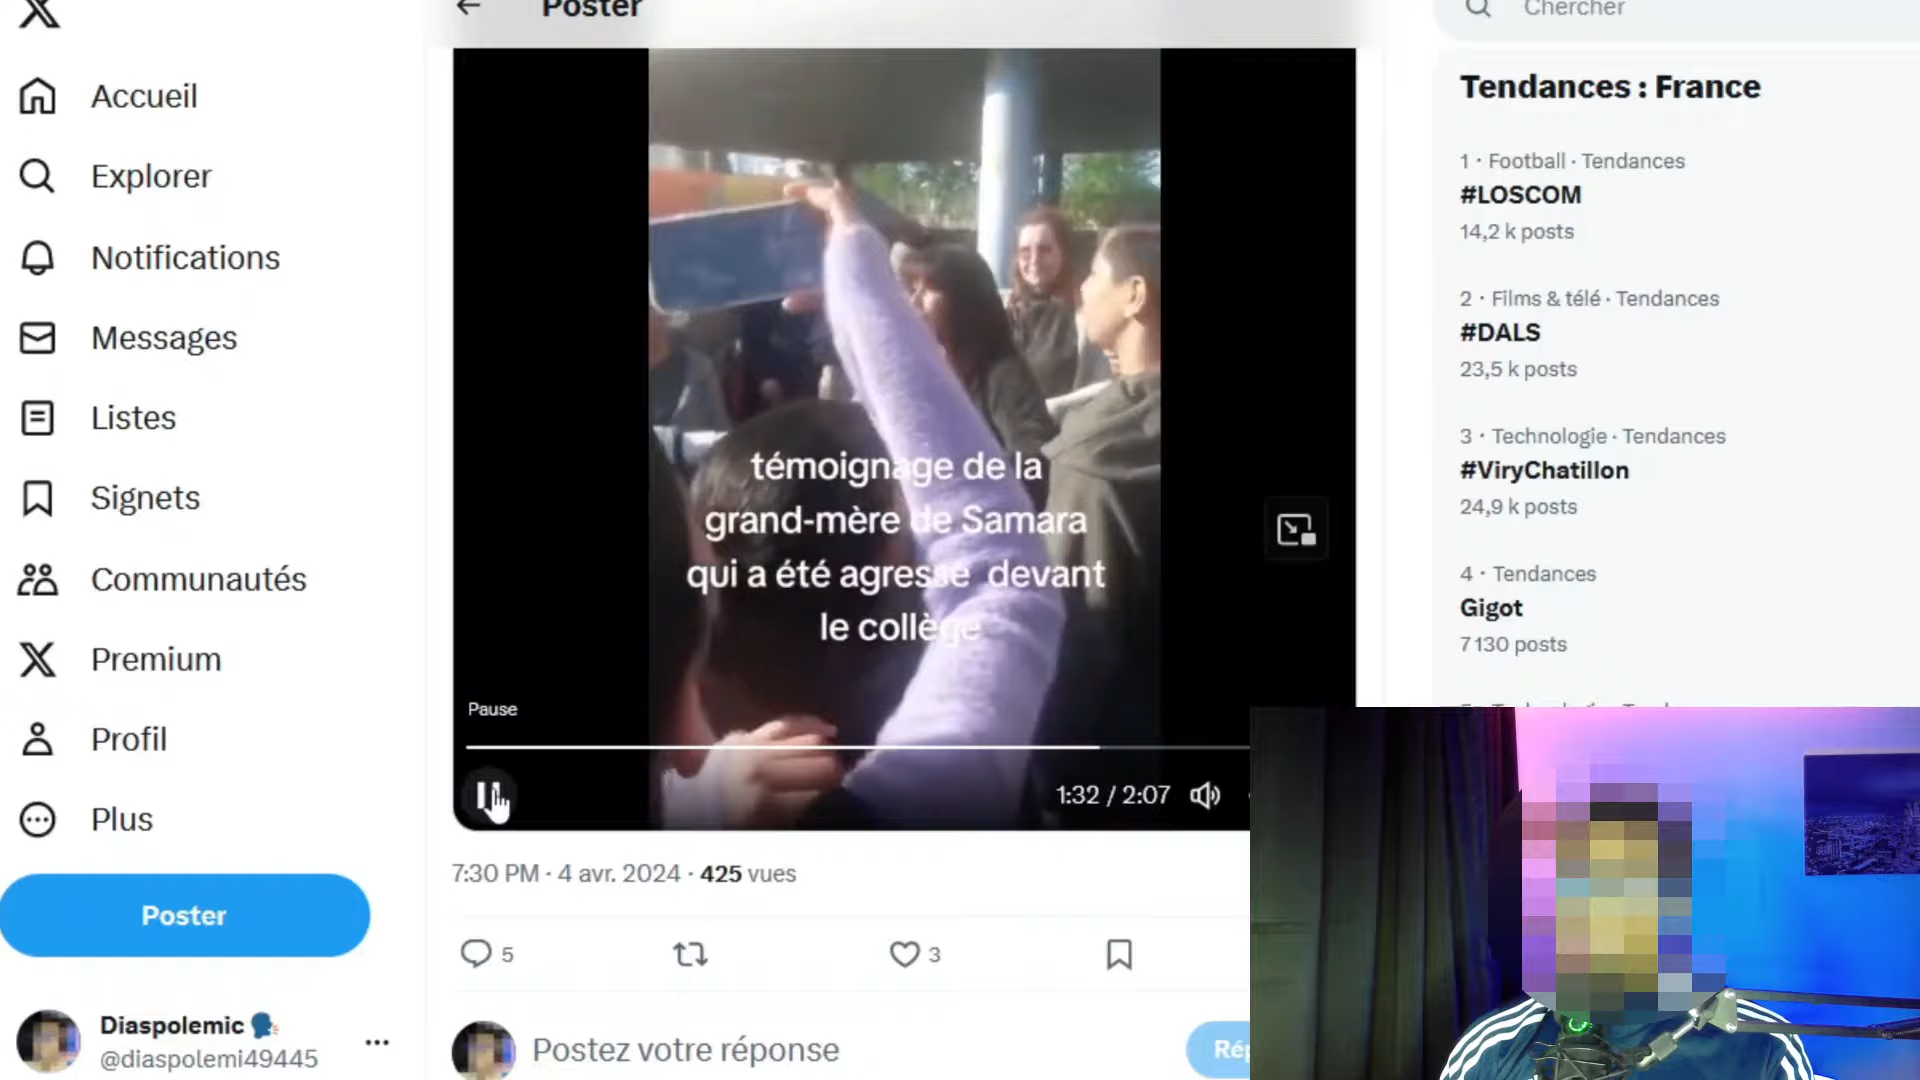 Poster
Chercher
Accueil
Explorer
Notifications
Messages
Listes
Signets
Communautés
Premium
Profil
Plus
Poster
Diaspolemic
@diaspolemi49445
témoignage de la
grand-mère de Samara
qui a été agressé devant
le collège
Pause
1:32 / 2:07
7:30 PM · 4 avr. 2024 · 425 vues
5
3
Postez votre réponse
Tendances : France
1 · Football · Tendances
#LOSCOM
14,2 k posts
2 · Films & télé · Tendances
#DALS
23,5 k posts
3 · Technologie · Tendances
#ViryChatillon
24,9 k posts
4 · Tendances
Gigot
7 130 posts